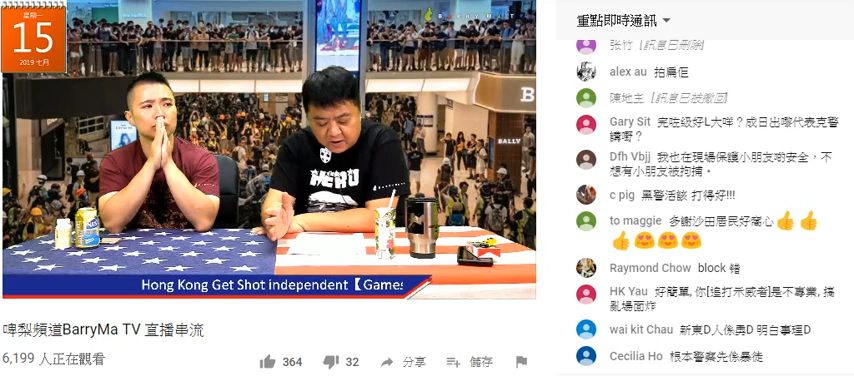 星期一
15
2019 七月
BARRYMATV
BALLY
HERO
Hong Kong Get Shot independent【Games
啤梨頻道BarryMa TV 直播串流
6,199 人正在觀看
364
32
分享
儲存
重點即時通訊
张竹 [訊息已刪除]
alex au 拍喬佢
陳地主 [訊息已被撤回]
Gary Sit 完咗級好L大咩？成日出嚟代表克警
講嘢？
Dfh Vbjj 我也在現場保護小朋友啲安全，不
想有小朋友被拘捕。
c pig 黑警活該 打得好!!!
to maggie 多謝沙田居民好窩心👍👍
👍😍😍😍
Raymond Chow block 豬
HK Yau 好簡單, 你[追打示威者]是不專業, 搞
亂場面炸
wai kit Chau 新東D人係勇D 明白事理D
Cecilia Ho 根本警察先係暴徒